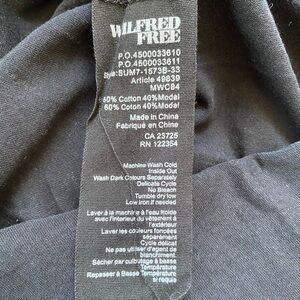 WILFRED
FREE
P.O.4500033610
P.O.4500033611
Style:SUM7-1573B-33
Article 49839
MWC84
60% Cotton 40%Modal
60% Coton 40%Modal
Made in China
Fabriqué en Chine
CA 23725
RN 122354
Machine Wash Cold
Inside Out
Wash Dark Colours Separately
Delicate Cycle
No Bleach
Tumble dry low
Low iron if needed
Laver à la machine à l'eau froide
avec l'interieur du vêtement à
l'extérieur
Laver les couleurs foncées
séparément
Cycle délicat
Ne pas utiliser d'agent de
blanchiment.
Sécher par culbutage à basse
Température
Repasser à Basse Température
si requis